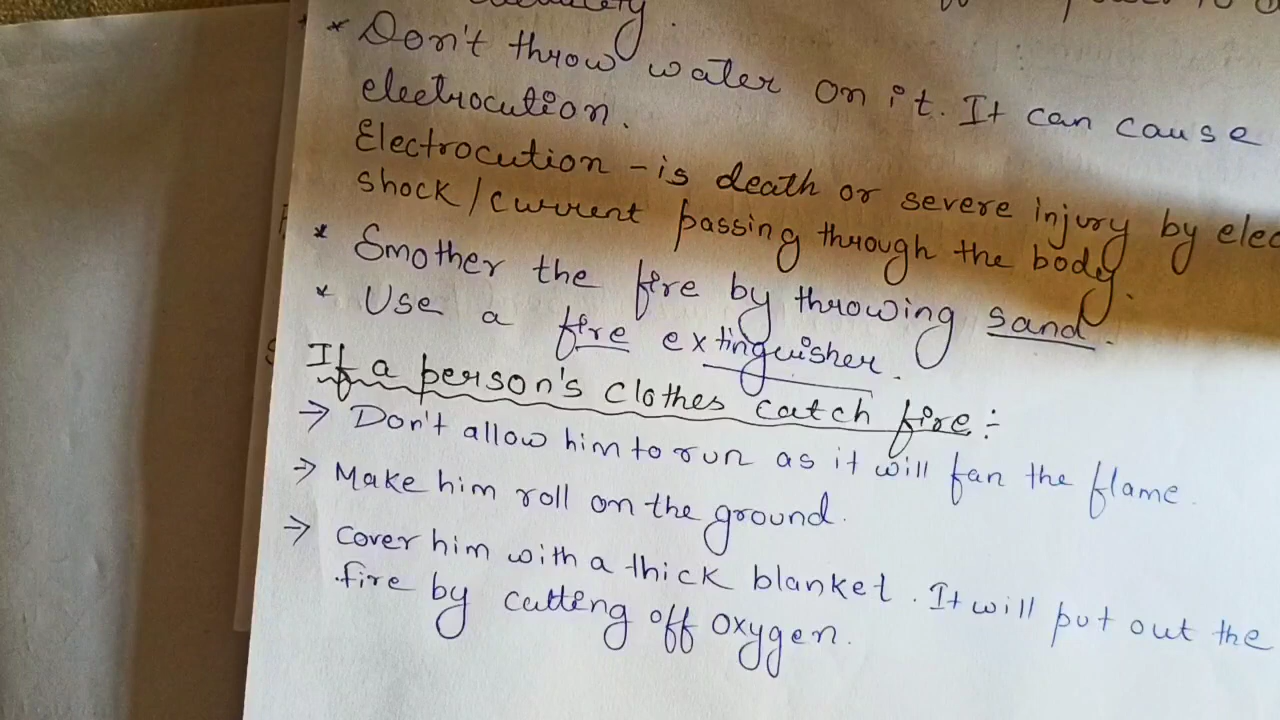 * Don't throw water on it. It can cause
electrocution.
Electrocution - is death or severe injury by elec
shock/current passing through the body.
* Smother the fire by throwing sand.
* Use a fire extinguisher.
If a person's clothes catch fire :-
→ Don't allow him to run as it will fan the flame.
→ Make him roll on the ground.
→ Cover him with a thick blanket. It will put out the
fire by cutting off oxygen.